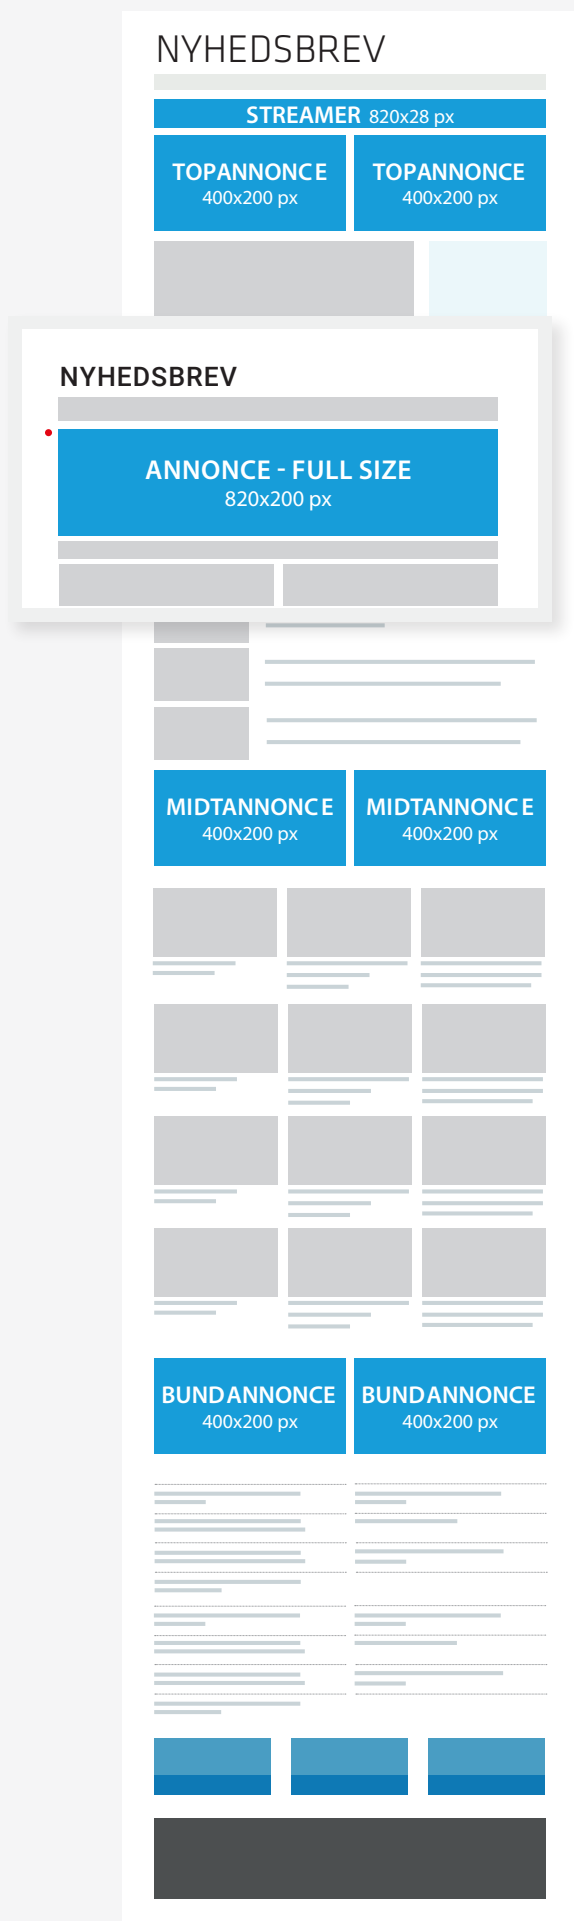 NYHEDSBREV
STREAMER 820x28 px
TOPANNONCE
400x200 px
TOPANNONCE
400x200 px
NYHEDSBREV
ANNONCE - FULL SIZE
820x200 px
MIDTANNONCE
400x200 px
MIDTANNONCE
400x200 px
BUNDANNONCE
400x200 px
BUNDANNONCE
400x200 px